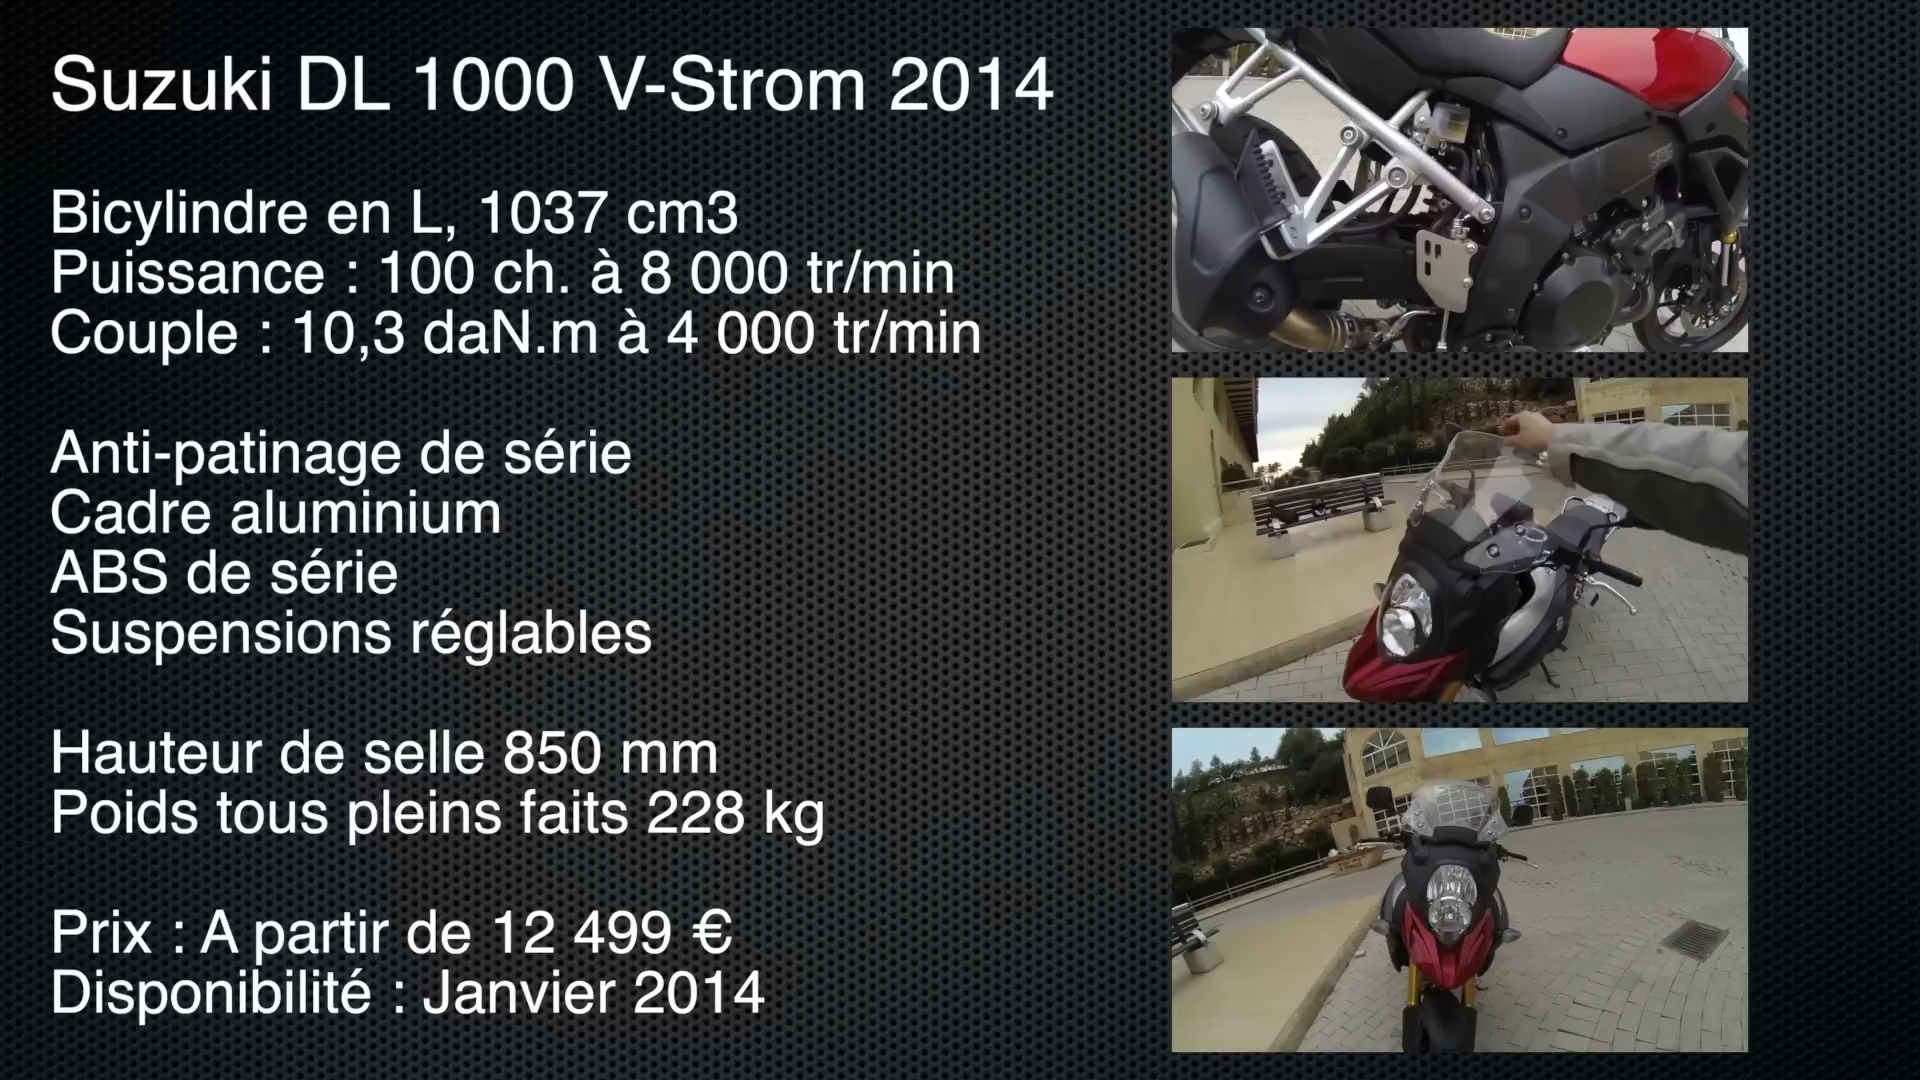 Suzuki DL 1000 V-Strom 2014
Bicylindre en L, 1037 cm3
Puissance : 100 ch. à 8 000 tr/min
Couple : 10,3 daN.m à 4 000 tr/min
Anti-patinage de série
Cadre aluminium
ABS de série
Suspensions réglables
Hauteur de selle 850 mm
Poids tous pleins faits 228 kg
Prix : A partir de 12 499 €
Disponibilité : Janvier 2014